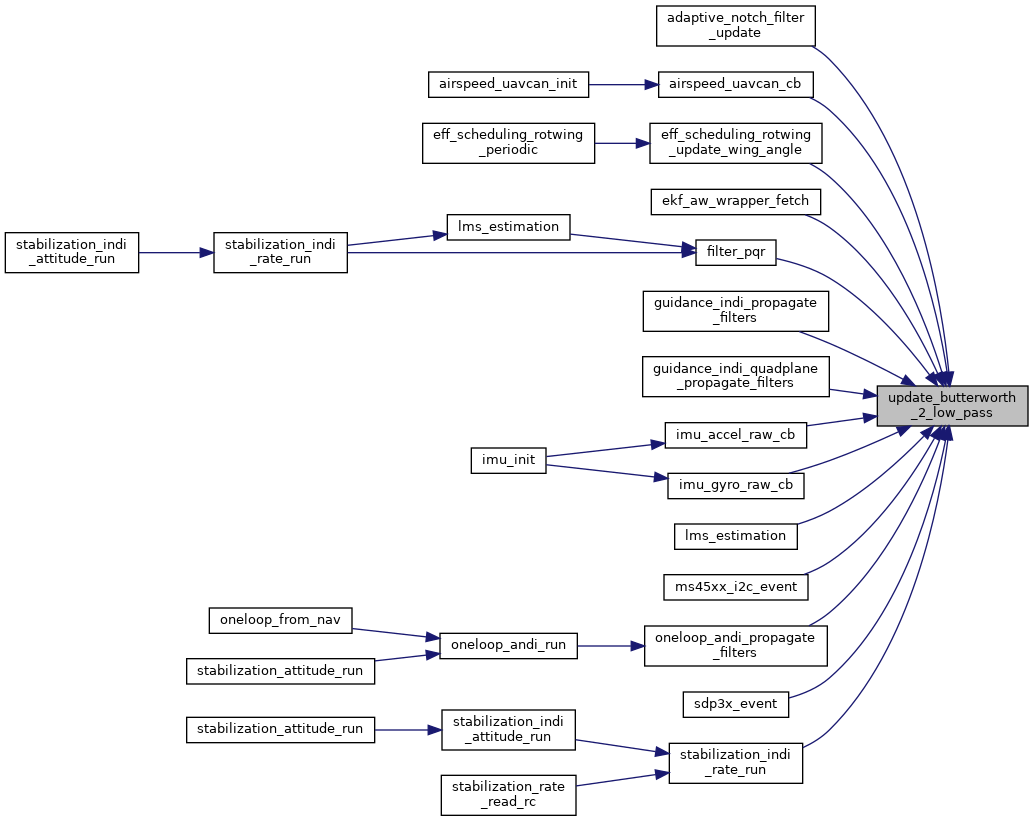 adaptive_notch_filter
_update
airspeed_uavcan_init
airspeed_uavcan_cb
eff_scheduling_rotwing
_periodic
eff_scheduling_rotwing
_update_wing_angle
ekf_aw_wrapper_fetch
lms_estimation
stabilization_indi
_attitude_run
stabilization_indi
_rate_run
filter_pqr
guidance_indi_propagate
_filters
guidance_indi_quadplane
_propagate_filters
update_butterworth
_2_low_pass
imu_accel_raw_cb
imu_init
imu_gyro_raw_cb
lms_estimation
ms45xx_i2c_event
oneloop_from_nav
oneloop_andi_run
oneloop_andi_propagate
_filters
stabilization_attitude_run
sdp3x_event
stabilization_attitude_run
stabilization_indi
_attitude_run
stabilization_indi
_rate_run
stabilization_rate
_read_rc